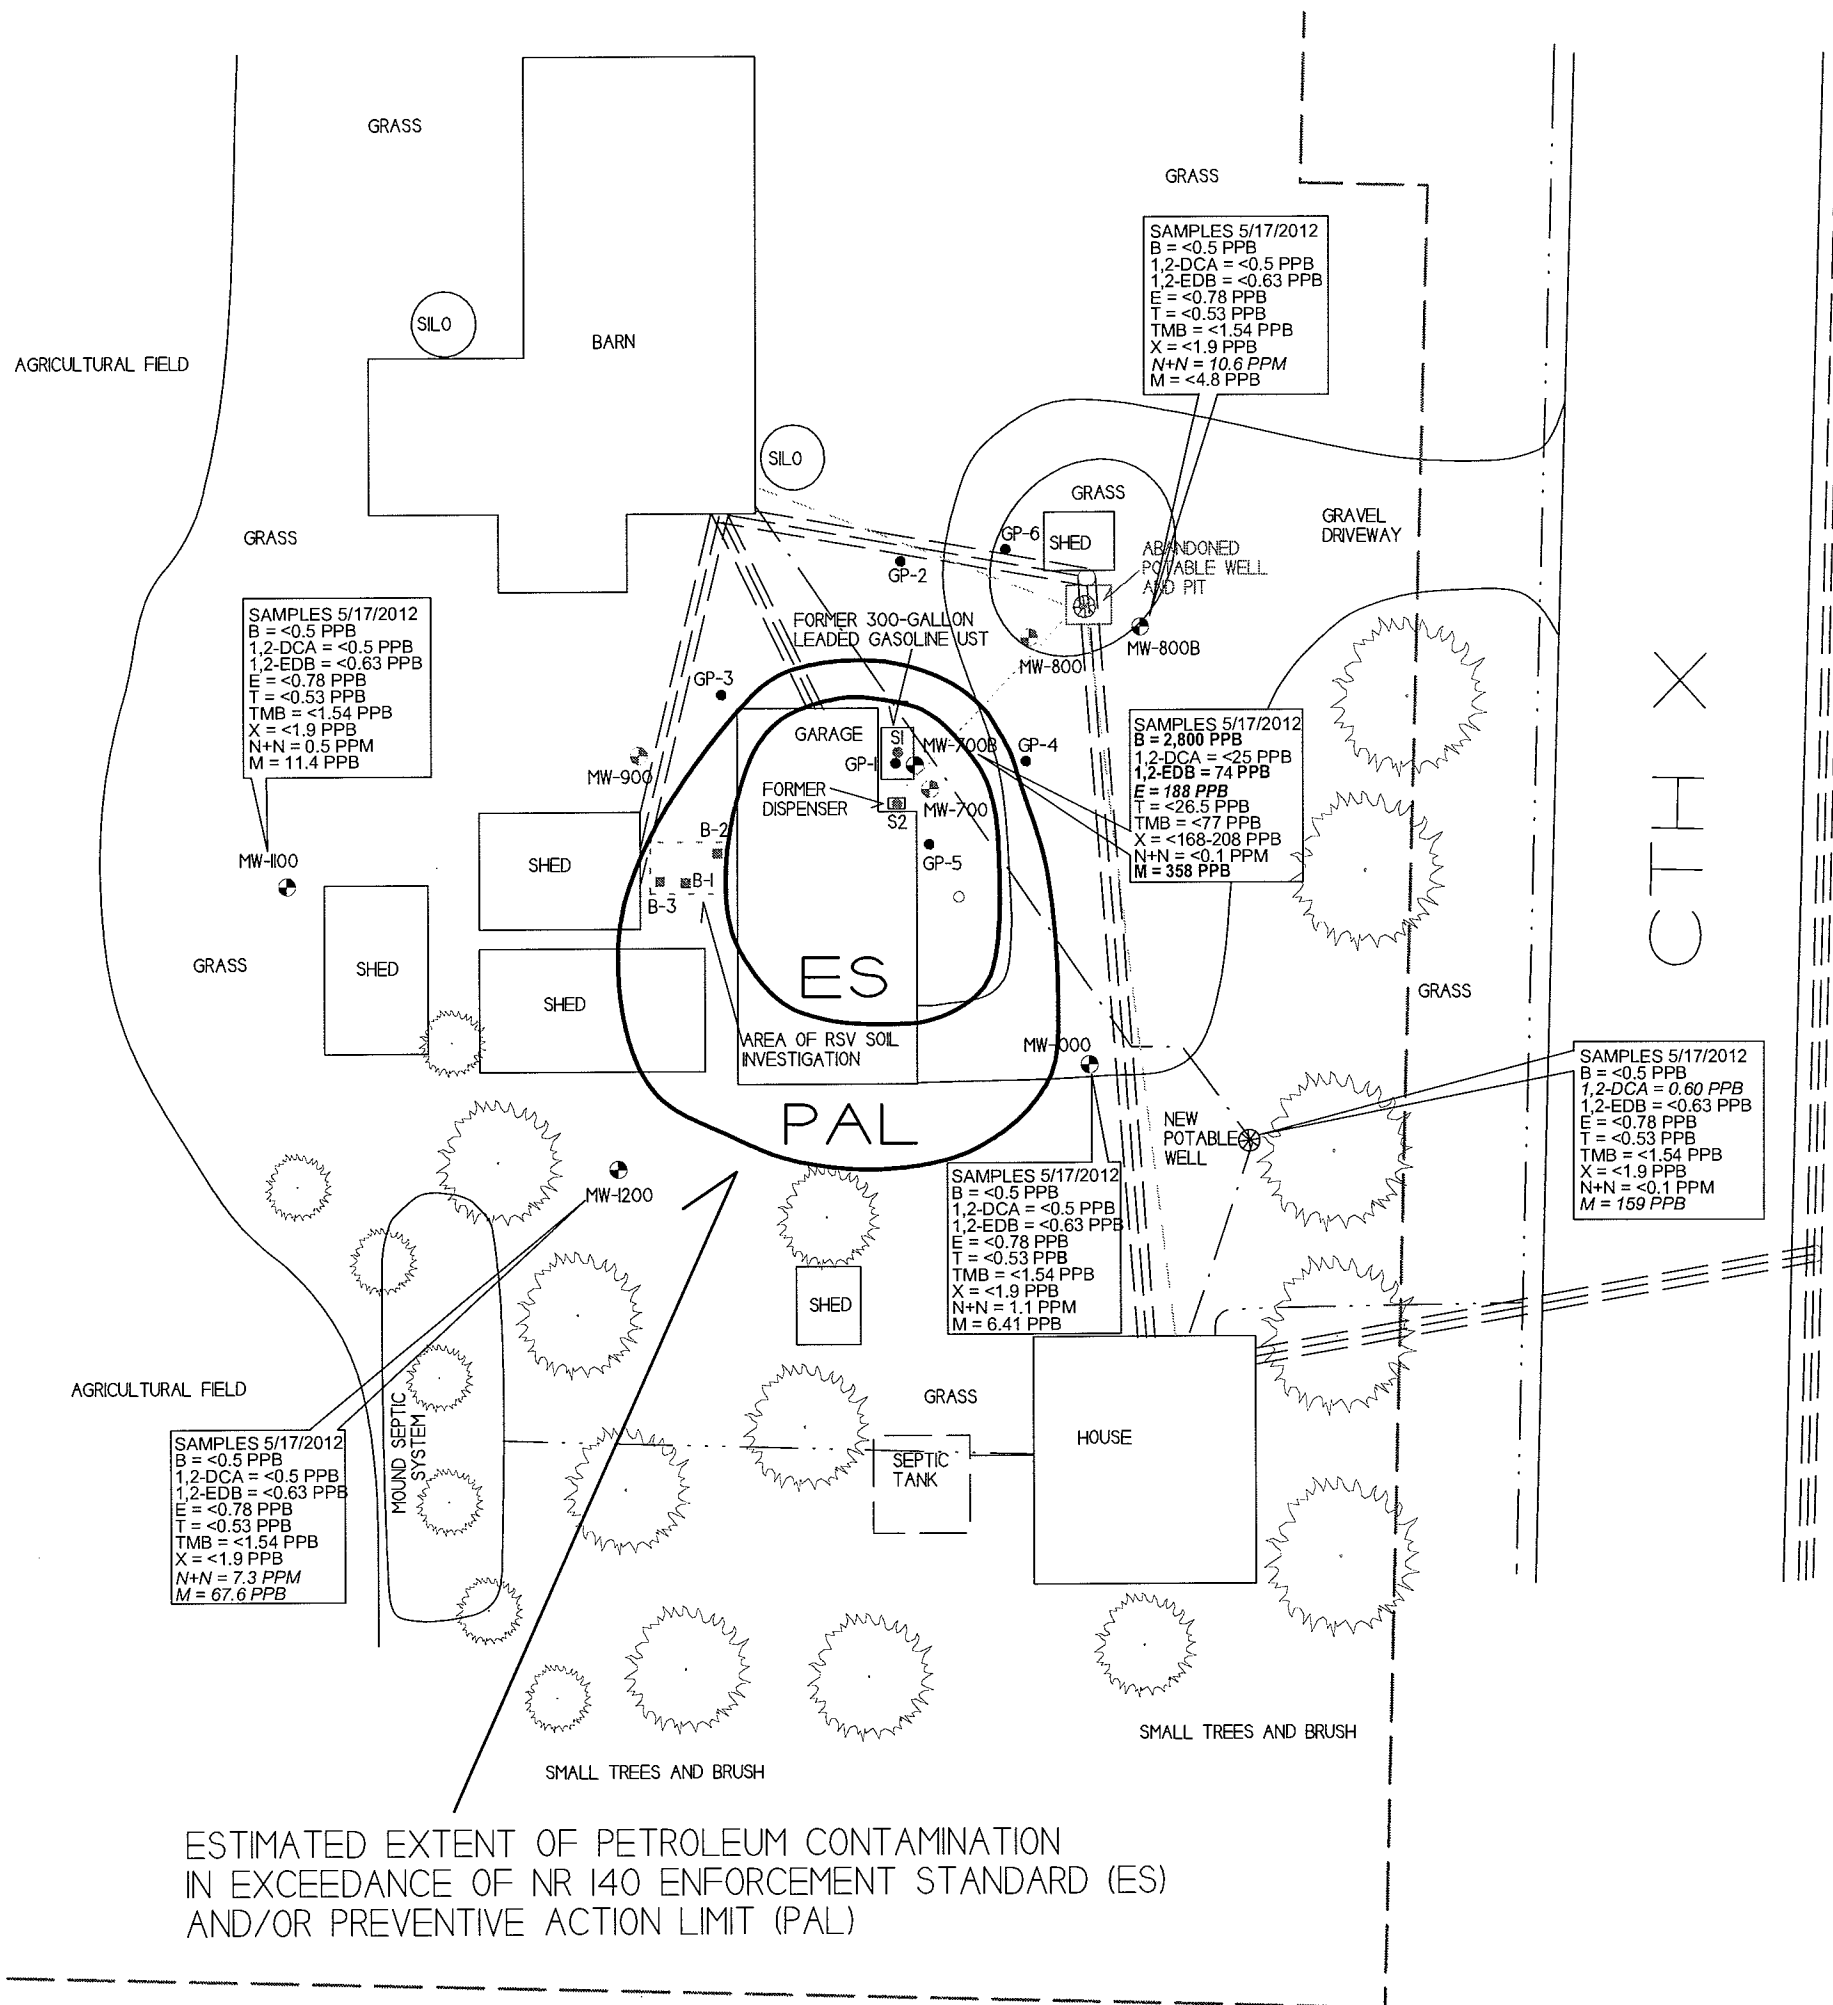 GRASS
GRASS
SAMPLES 5/17/2012
B = <0.5 PPB
1,2-DCA = <0.5 PPB
1,2-EDB = <0.63 PPB
E = <0.78 PPB
T = <0.53 PPB
TMB = <1.54 PPB
X = <1.9 PPB
N+N = 10.6 PPM
M = <4.8 PPB
SILO
BARN
AGRICULTURAL FIELD
SILO
GRASS
GRAVEL
DRIVEWAY
GRASS
GP-6
SHED
ABANDONED
POTABLE WELL
AND PIT
GP-2
SAMPLES 5/17/2012
B = <0.5 PPB
1,2-DCA = <0.5 PPB
1,2-EDB = <0.63 PPB
E = <0.78 PPB
T = <0.53 PPB
TMB = <1.54 PPB
X = <1.9 PPB
N+N = 0.5 PPM
M = 11.4 PPB
FORMER 300-GALLON
LEADED GASOLINE UST
MW-800
MW-800B
GP-3
CTH X
SAMPLES 5/17/2012
B = 2,800 PPB
1,2-DCA = <25 PPB
1,2-EDB = 74 PPB
E = 188 PPB
T = <26.5 PPB
TMB = <77 PPB
X = <168-208 PPB
N+N = <0.1 PPM
M = 358 PPB
GARAGE
S1
MW-700B
GP-4
GP-1
MW-900
FORMER
DISPENSER
MW-700
S2
B-2
GP-5
MW-1100
SHED
B-1
B-3
GRASS
SHED
SHED
ES
GRASS
AREA OF RSV SOIL
INVESTIGATION
MW-1000
SAMPLES 5/17/2012
B = <0.5 PPB
1,2-DCA = 0.60 PPB
1,2-EDB = <0.63 PPB
E = <0.78 PPB
T = <0.53 PPB
TMB = <1.54 PPB
X = <1.9 PPB
N+N = <0.1 PPM
M = 159 PPB
PAL
NEW
POTABLE
WELL
SAMPLES 5/17/2012
B = <0.5 PPB
1,2-DCA = <0.5 PPB
1,2-EDB = <0.63 PPB
E = <0.78 PPB
T = <0.53 PPB
TMB = <1.54 PPB
X = <1.9 PPB
N+N = 1.1 PPM
M = 6.41 PPB
MW-1200
SHED
AGRICULTURAL FIELD
GRASS
MOUND SEPTIC
SYSTEM
HOUSE
SEPTIC
TANK
SAMPLES 5/17/2012
B = <0.5 PPB
1,2-DCA = <0.5 PPB
1,2-EDB = <0.63 PPB
E = <0.78 PPB
T = <0.53 PPB
TMB = <1.54 PPB
X = <1.9 PPB
N+N = 7.3 PPM
M = 67.6 PPB
SMALL TREES AND BRUSH
SMALL TREES AND BRUSH
ESTIMATED EXTENT OF PETROLEUM CONTAMINATION
IN EXCEEDANCE OF NR 140 ENFORCEMENT STANDARD (ES)
AND/OR PREVENTIVE ACTION LIMIT (PAL)